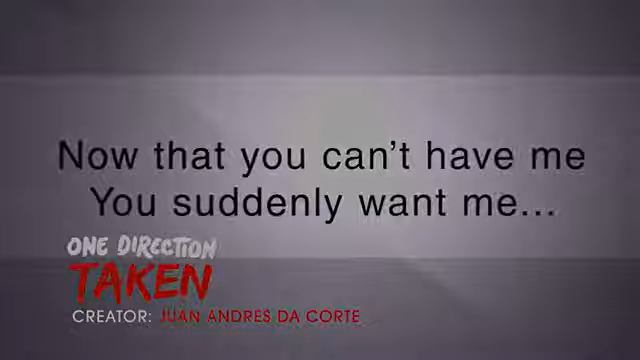 Now that you can't have me
You suddenly want me...
ONE DIRECTION
TAKEN
CREATOR: JUAN ANDRES DA CORTE